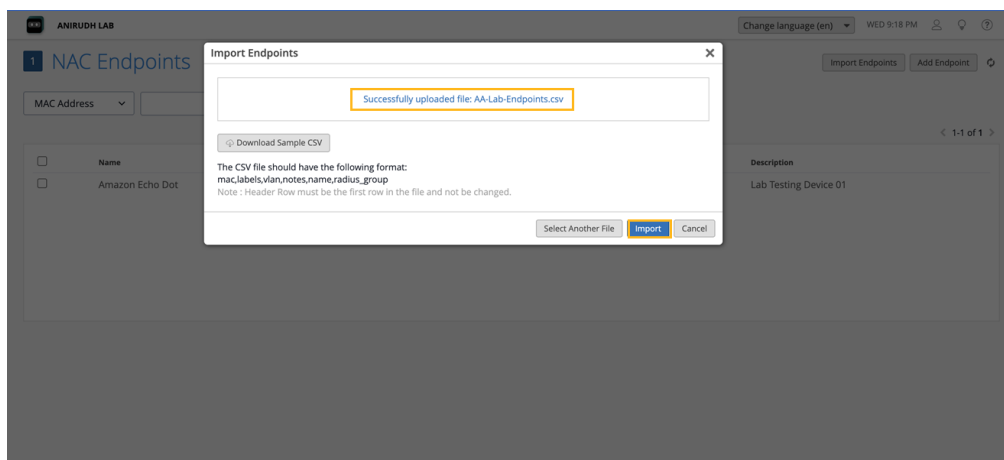 ANIRUDH LAB
Change language (en)
WED 9:18 PM
1 NAC Endpoints
Import Endpoints
Add Endpoint
MAC Address
1-1 of 1
Name
Description
Amazon Echo Dot
Lab Testing Device 01
Import Endpoints
Successfully uploaded file: AA-Lab-Endpoints.csv
Download Sample CSV
The CSV file should have the following format:
mac,labels,vlan,notes,name,radius_group
Note : Header Row must be the first row in the file and not be changed.
Select Another File
Import
Cancel